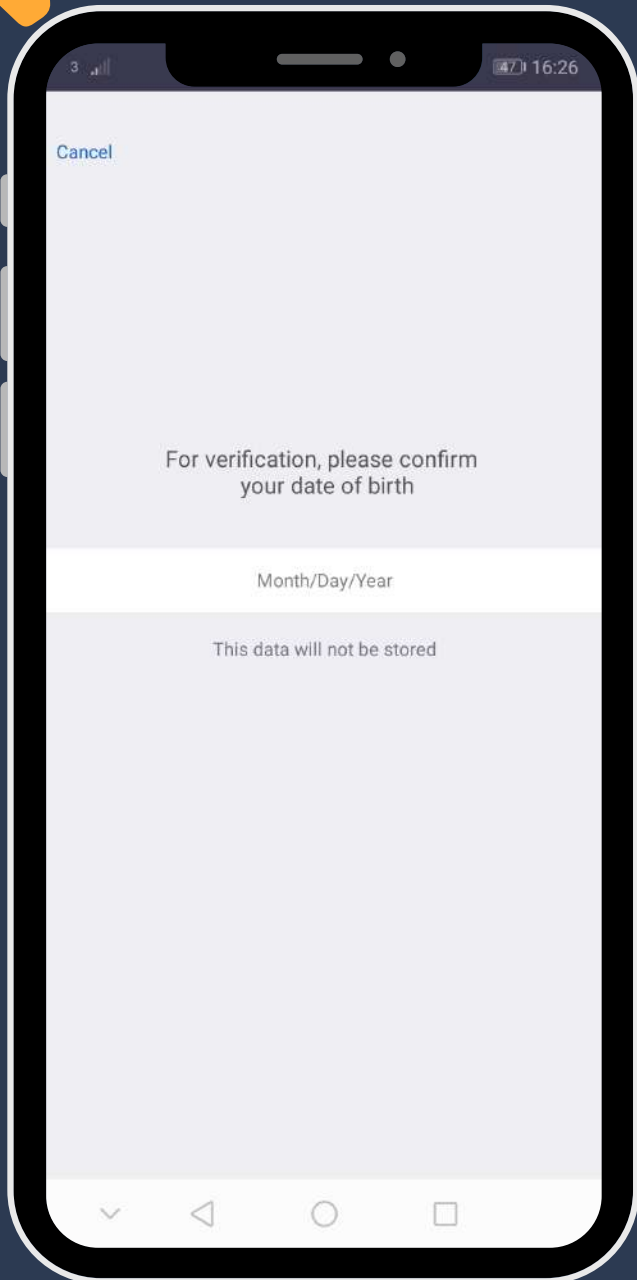 3
47 16:26
Cancel
For verification, please confirm
your date of birth
Month/Day/Year
This data will not be stored